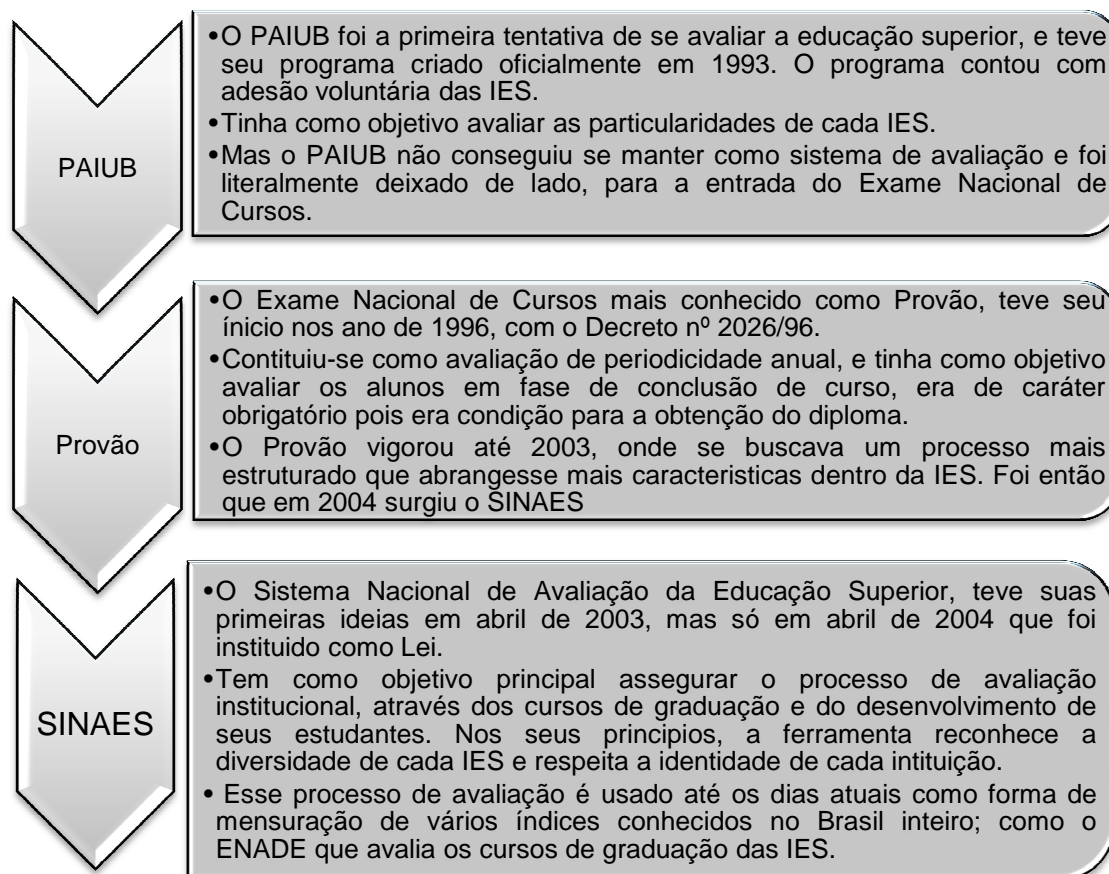 PAIUB
•O PAIUB foi a primeira tentativa de se avaliar a educação superior, e teve
seu programa criado oficialmente em 1993. O programa contou com
adesão voluntária das IES.
•Tinha como objetivo avaliar as particularidades de cada IES.
•Mas o PAIUB não conseguiu se manter como sistema de avaliação e foi
literalmente deixado de lado, para a entrada do Exame Nacional de
Cursos.
Provão
•O Exame Nacional de Cursos mais conhecido como Provão, teve seu
ínicio nos ano de 1996, com o Decreto nº 2026/96.
•Contituiu-se como avaliação de periodicidade anual, e tinha como objetivo
avaliar os alunos em fase de conclusão de curso, era de caráter
obrigatório pois era condição para a obtenção do diploma.
•O Provão vigorou até 2003, onde se buscava um processo mais
estruturado que abrangesse mais caracteristicas dentro da IES. Foi então
que em 2004 surgiu o SINAES
SINAES
•O Sistema Nacional de Avaliação da Educação Superior, teve suas
primeiras ideias em abril de 2003, mas só em abril de 2004 que foi
instituido como Lei.
•Tem como objetivo principal assegurar o processo de avaliação
institucional, através dos cursos de graduação e do desenvolvimento de
seus estudantes. Nos seus principios, a ferramenta reconhece a
diversidade de cada IES e respeita a identidade de cada intituição.
• Esse processo de avaliação é usado até os dias atuais como forma de
mensuração de vários índices conhecidos no Brasil inteiro; como o
ENADE que avalia os cursos de graduação das IES.